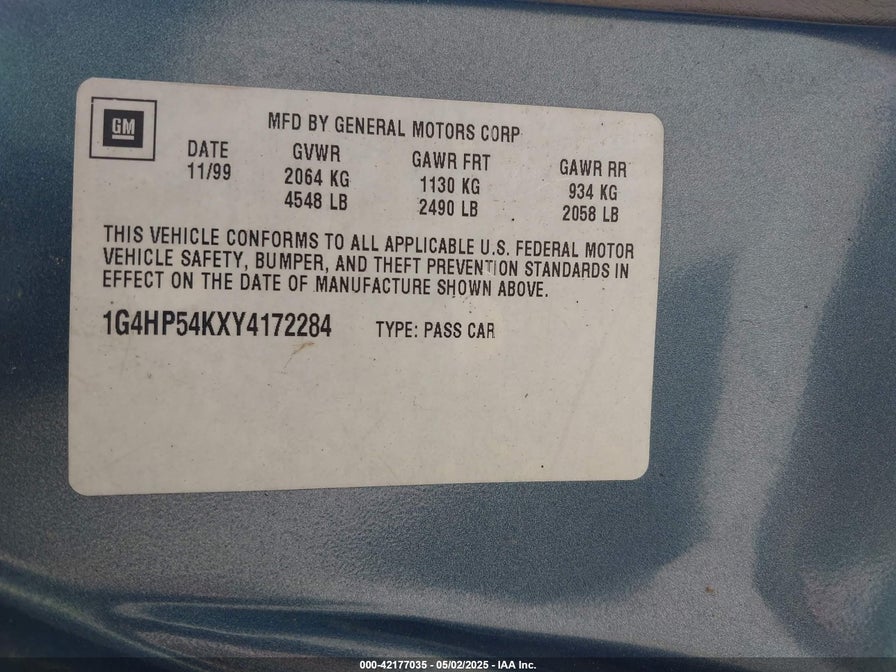 GM
MFD BY GENERAL MOTORS CORP
DATE GVWR GAWR FRT GAWR RR
11/99 2064 KG 1130 KG 934 KG
4548 LB 2490 LB 2058 LB
THIS VEHICLE CONFORMS TO ALL APPLICABLE U.S. FEDERAL MOTOR
VEHICLE SAFETY, BUMPER, AND THEFT PREVENTION STANDARDS IN
EFFECT ON THE DATE OF MANUFACTURE SHOWN ABOVE.
1G4HP54KXY4172284 TYPE: PASS CAR
000-42177035 - 05/02/2025 - IAA Inc.